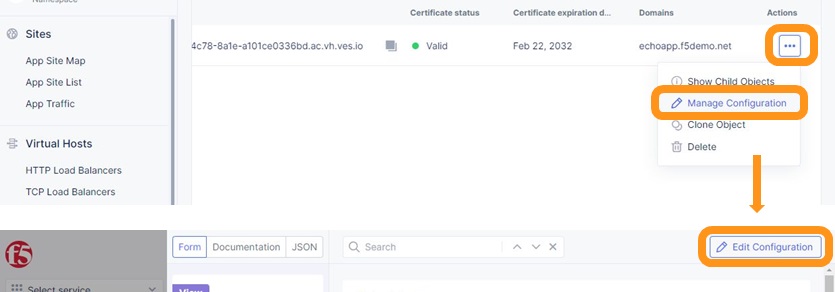 Namespace
Certificate status Certificate expiration d... Domains Actions
Sites
4c78-8a1e-a101ce0336bd.ac.vh.ves.io Valid Feb 22, 2032 echoapp.f5demo.net
App Site Map
App Site List
App Traffic
Show Child Objects
Manage Configuration
Clone Object
Delete
Virtual Hosts
HTTP Load Balancers
TCP Load Balancers
f5
Form Documentation JSON Search Edit Configuration
Select service
View